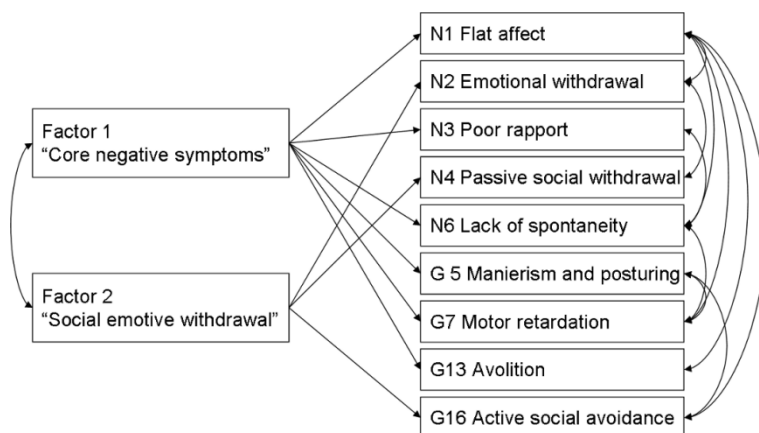 N1 Flat affect
N2 Emotional withdrawal
Factor 1
“Core negative symptoms”
N3 Poor rapport
N4 Passive social withdrawal
N6 Lack of spontaneity
G 5 Manierism and posturing
Factor 2
“Social emotive withdrawal”
G7 Motor retardation
G13 Avolition
G16 Active social avoidance